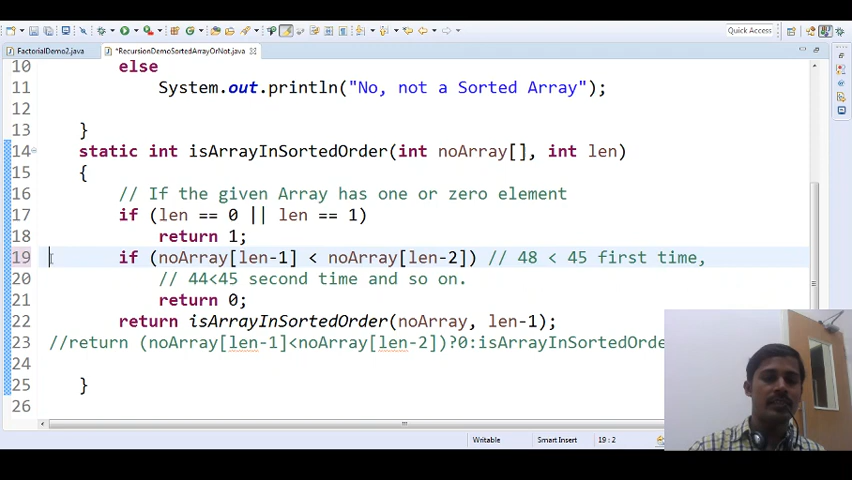 Quick Access
FactorialDemo2.java
*RecursionDemoSortedArrayOrNot.java
10 else
11 System.out.println("No, not a Sorted Array");
12
13 }
14 static int isArrayInSortedOrder(int noArray[], int len)
15 {
16 // If the given Array has one or zero element
17 if (len == 0 || len == 1)
18 return 1;
19 if (noArray[len-1] < noArray[len-2]) // 48 < 45 first time,
20 // 44<45 second time and so on.
21 return 0;
22 return isArrayInSortedOrder(noArray, len-1);
23 //return (noArray[len-1]<noArray[len-2])?0:isArrayInSortedOrde
24
25 }
26
Writable
Smart Insert
19 : 2